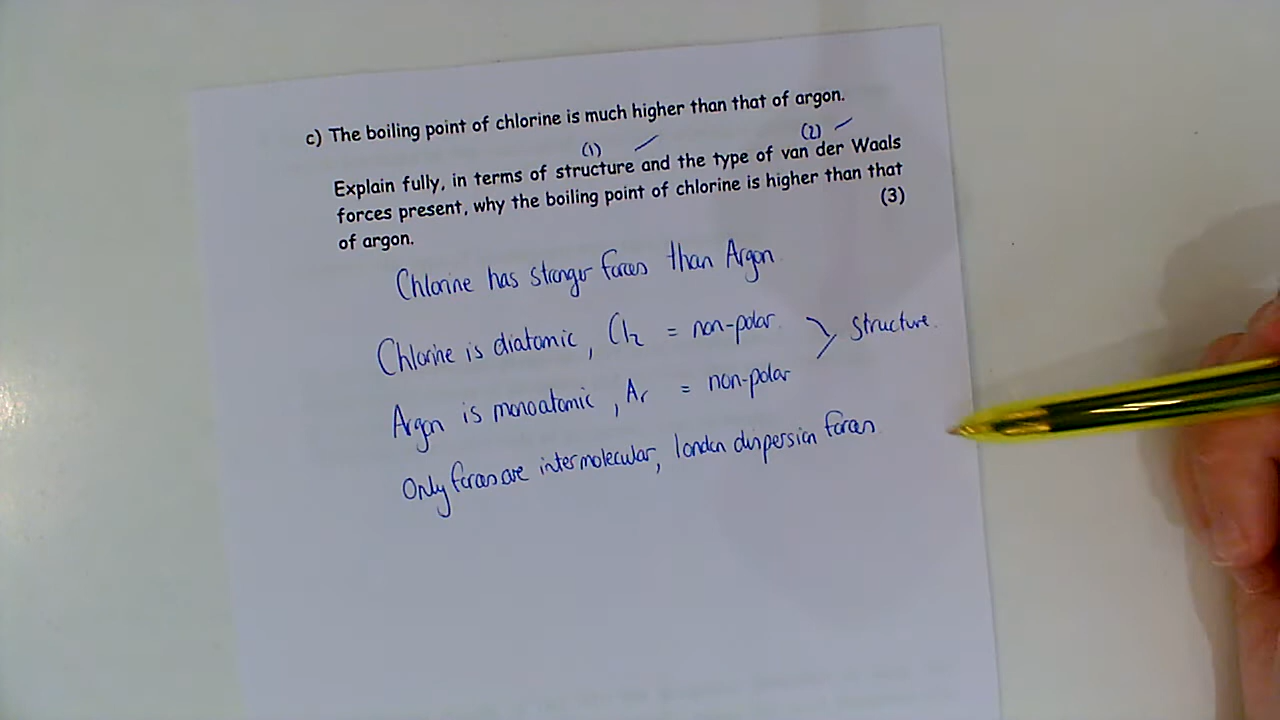 c) The boiling point of chlorine is much higher than that of argon.
(1) (2)
Explain fully, in terms of structure and the type of van der Waals
forces present, why the boiling point of chlorine is higher than that
of argon. (3)
Chlorine has stronger forces than Argon
Chlorine is diatomic, Cl2 = non-polar. structure.
Argon is monoatomic, Ar = non-polar
Only forces are intermolecular, london dispersion forces